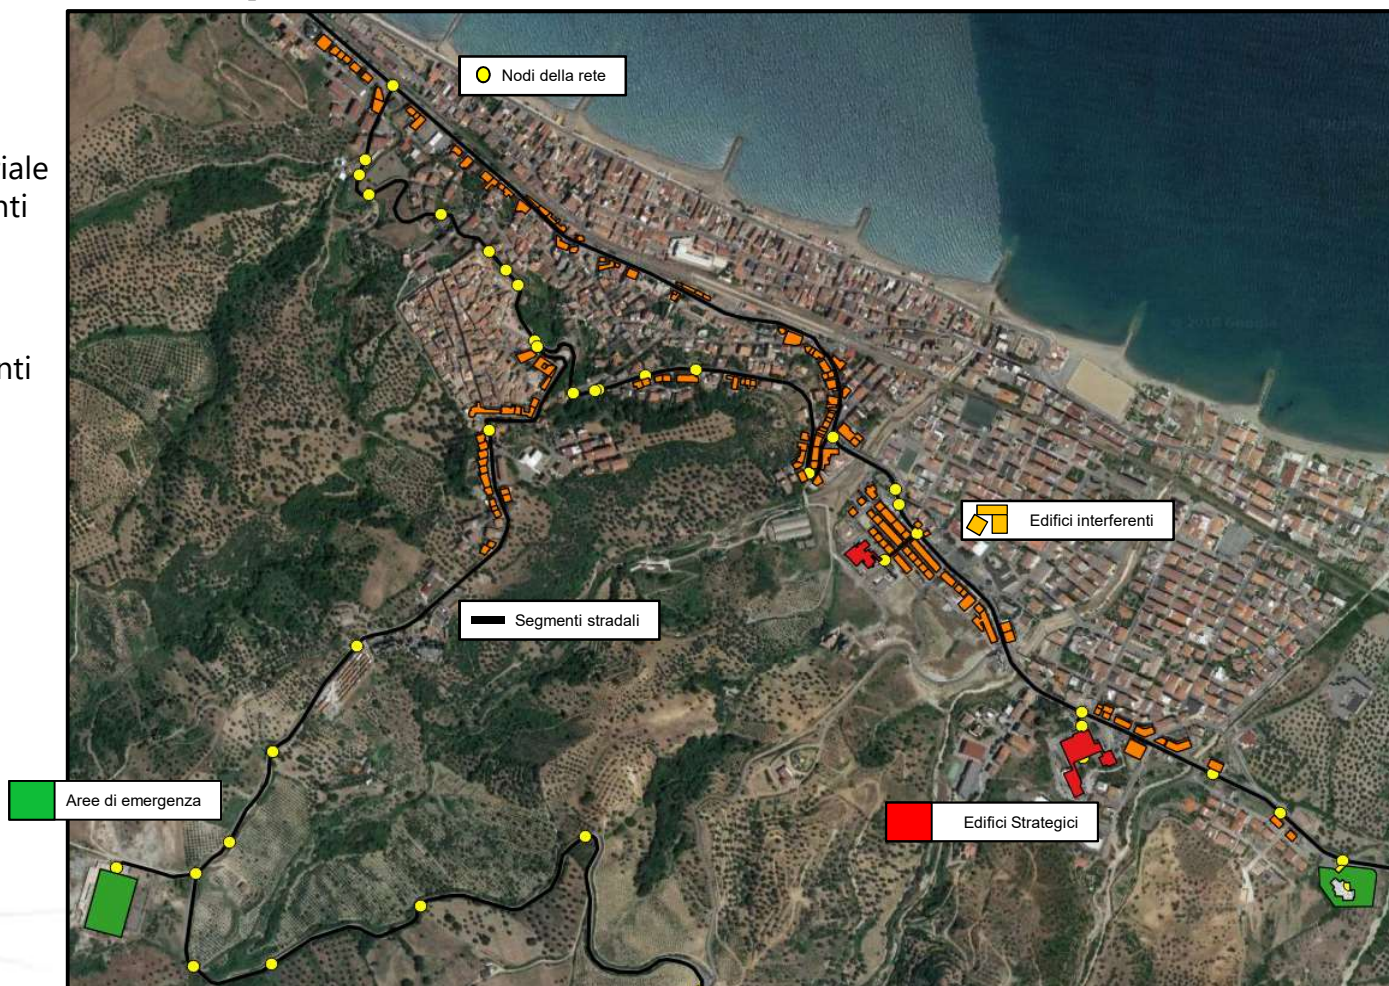 Nodi della rete
iale
nti
nti
Edifici interferenti
Segmenti stradali
Aree di emergenza
Edifici Strategici